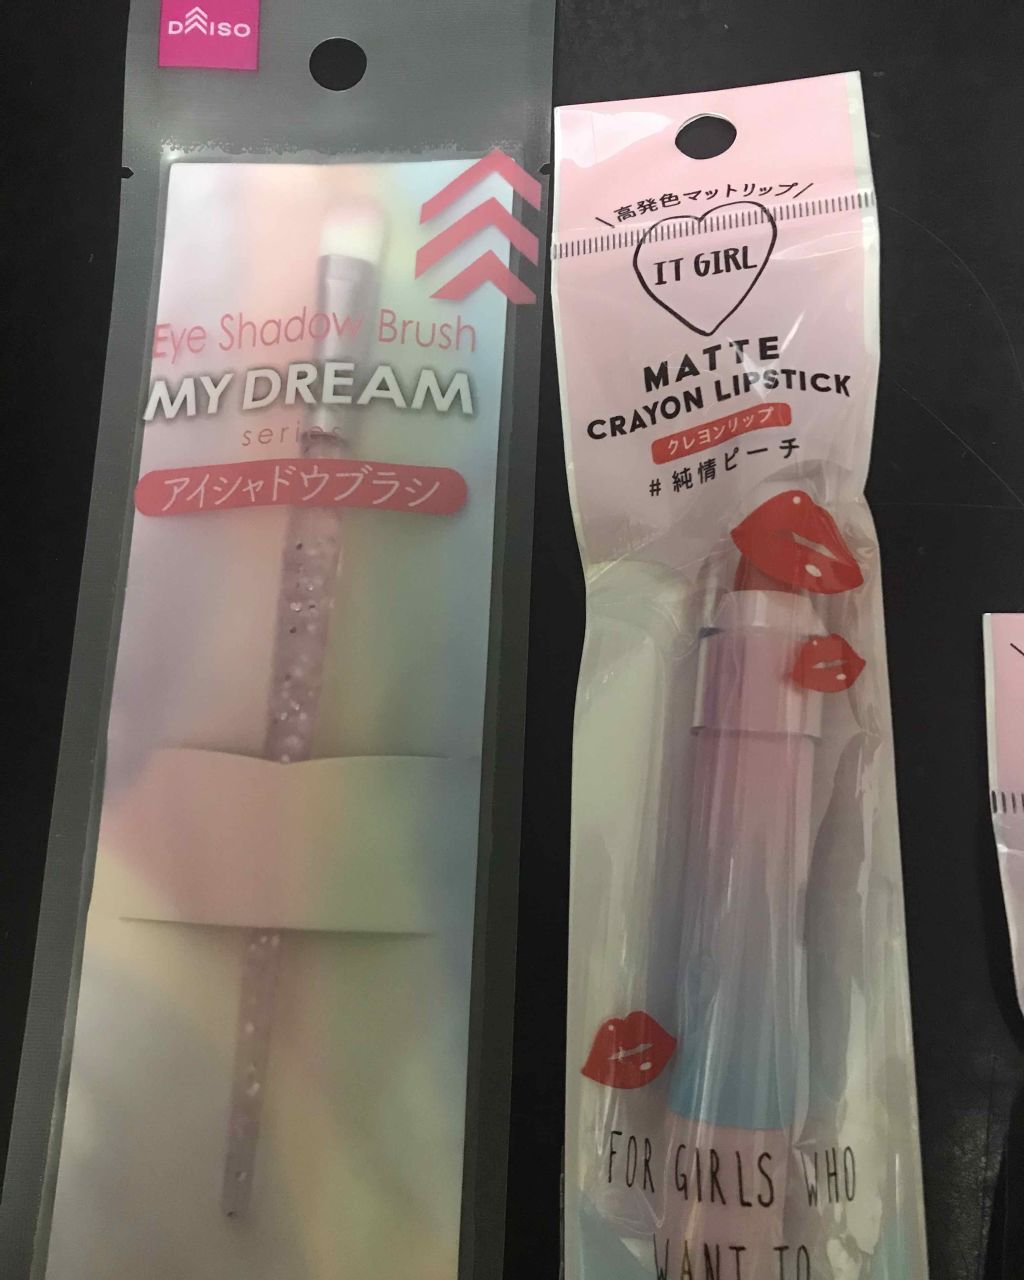 DAISO
Eye Shadow Brush
MY DREAM
series
アイシャドウブラシ
\高発色マットリップ/
IT GIRL
MATTE
CRAYON LIPSTICK
クレヨンリップ
#純情ピーチ
FOR GIRLS WHO
WANT TO